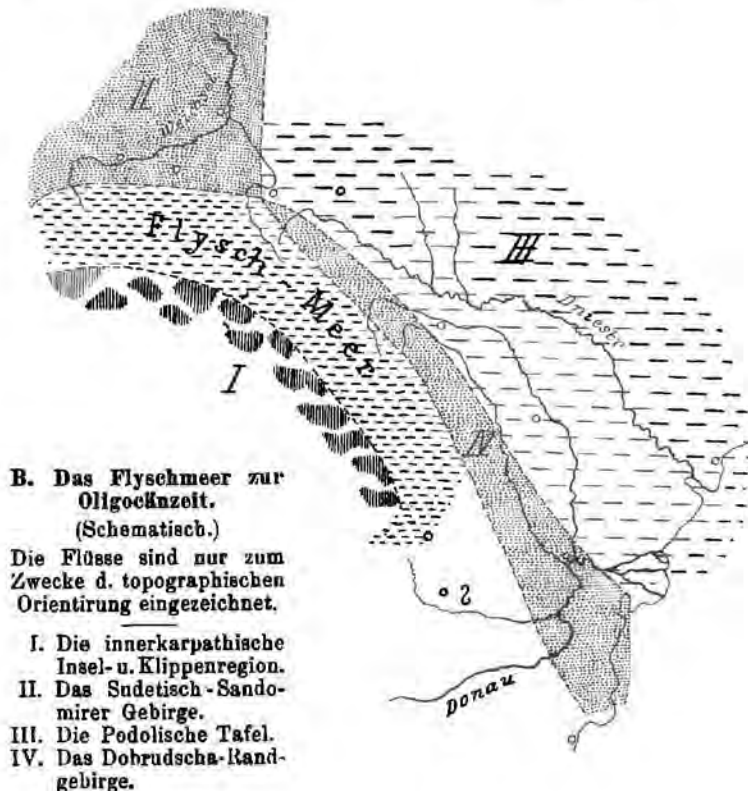 II
Weichsel
Flysch-Meer
III
Dniestr
I
IV
B. Das Flyschmeer zur
Oligocänzeit.
(Schematisch.)
Die Flüsse sind nur zum
Zwecke d. topographischen
Orientirung eingezeichnet.
?
I. Die innerkarpathische
Insel- u. Klippenregion.
II. Das Sudetisch-Sando-
mirer Gebirge.
III. Die Podolische Tafel.
IV. Das Dobrudscha-Rand-
gebirge.
Donau